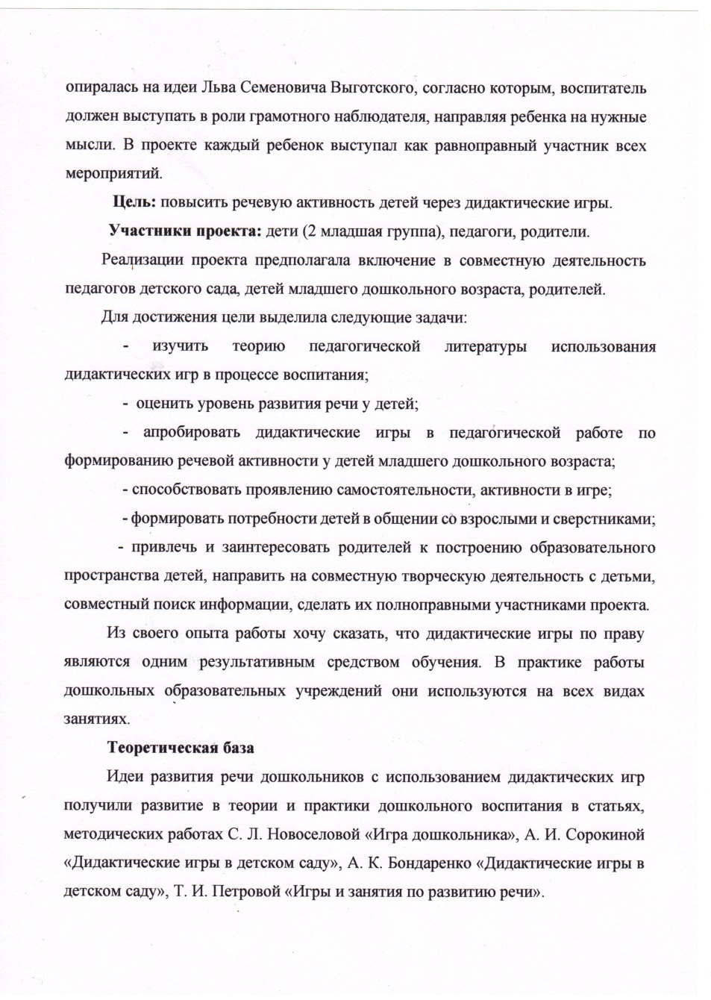 опиралась на идеи Льва Семеновича Выготского, согласно которым, воспитатель
должен выступать в роли грамотного наблюдателя, направляя ребенка на нужные
мысли. В проекте каждый ребенок выступал как равноправный участник всех
мероприятий.
Цель: повысить речевую активность детей через дидактические игры.
Участники проекта: дети (2 младшая группа), педагоги, родители.
Реализации проекта предполагала включение в совместную деятельность
педагогов детского сада, детей младшего дошкольного возраста, родителей.
Для достижения цели выделила следующие задачи:
- изучить теорию педагогической литературы использования
дидактических игр в процессе воспитания;
- оценить уровень развития речи у детей;
- апробировать дидактические игры в педагогической работе по
формированию речевой активности у детей младшего дошкольного возраста;
- способствовать проявлению самостоятельности, активности в игре;
- формировать потребности детей в общении со взрослыми и сверстниками;
- привлечь и заинтересовать родителей к построению образовательного
пространства детей, направить на совместную творческую деятельность с детьми,
совместный поиск информации, сделать их полноправными участниками проекта.
Из своего опыта работы хочу сказать, что дидактические игры по праву
являются одним результативным средством обучения. В практике работы
дошкольных образовательных учреждений они используются на всех видах
занятиях.
Теоретическая база
Идеи развития речи дошкольников с использованием дидактических игр
получили развитие в теории и практики дошкольного воспитания в статьях,
методических работах С. Л. Новоселовой «Игра дошкольника», А. И. Сорокиной
«Дидактические игры в детском саду», А. К. Бондаренко «Дидактические игры в
детском саду», Т. И. Петровой «Игры и занятия по развитию речи».